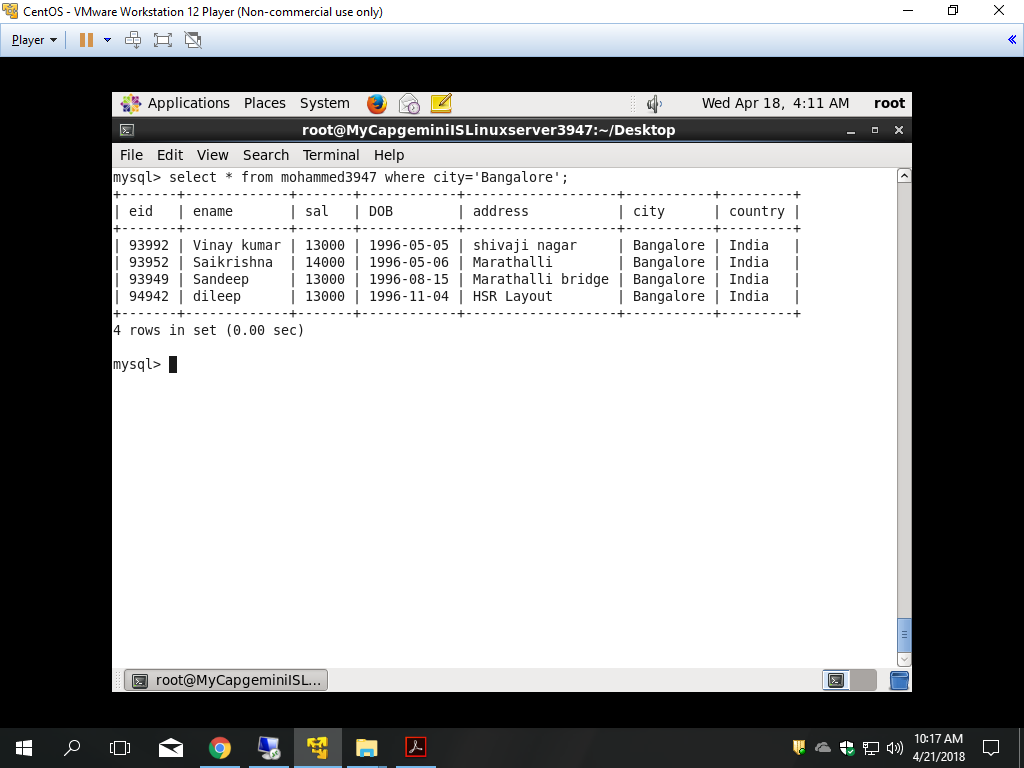 CentOS - VMware Workstation 12 Player (Non-commercial use only)
Player
Applications Places System Wed Apr 18, 4:11 AM root
root@MyCapgeminiISLinuxserver3947:~/Desktop
File Edit View Search Terminal Help
mysql> select * from mohammed3947 where city='Bangalore';
+-------+-------------+-------+------------+------------------+-----------+---------+
| eid   | ename       | sal   | DOB        | address           | city      | country |
+-------+-------------+-------+------------+-------------------+-----------+---------+
| 93992 | Vinay kumar | 13000 | 1996-05-05 | shivaji nagar     | Bangalore | India   |
| 93952 | Saikrishna  | 14000 | 1996-05-06 | Marathalli        | Bangalore | India   |
| 93949 | Sandeep     | 13000 | 1996-08-15 | Marathalli bridge | Bangalore | India   |
| 94942 | dileep      | 13000 | 1996-11-04 | HSR Layout        | Bangalore | India   |
+-------+-------------+-------+------------+-------------------+-----------+---------+
4 rows in set (0.00 sec)
mysql>
root@MyCapgeminiISL...
10:17 AM
4/21/2018